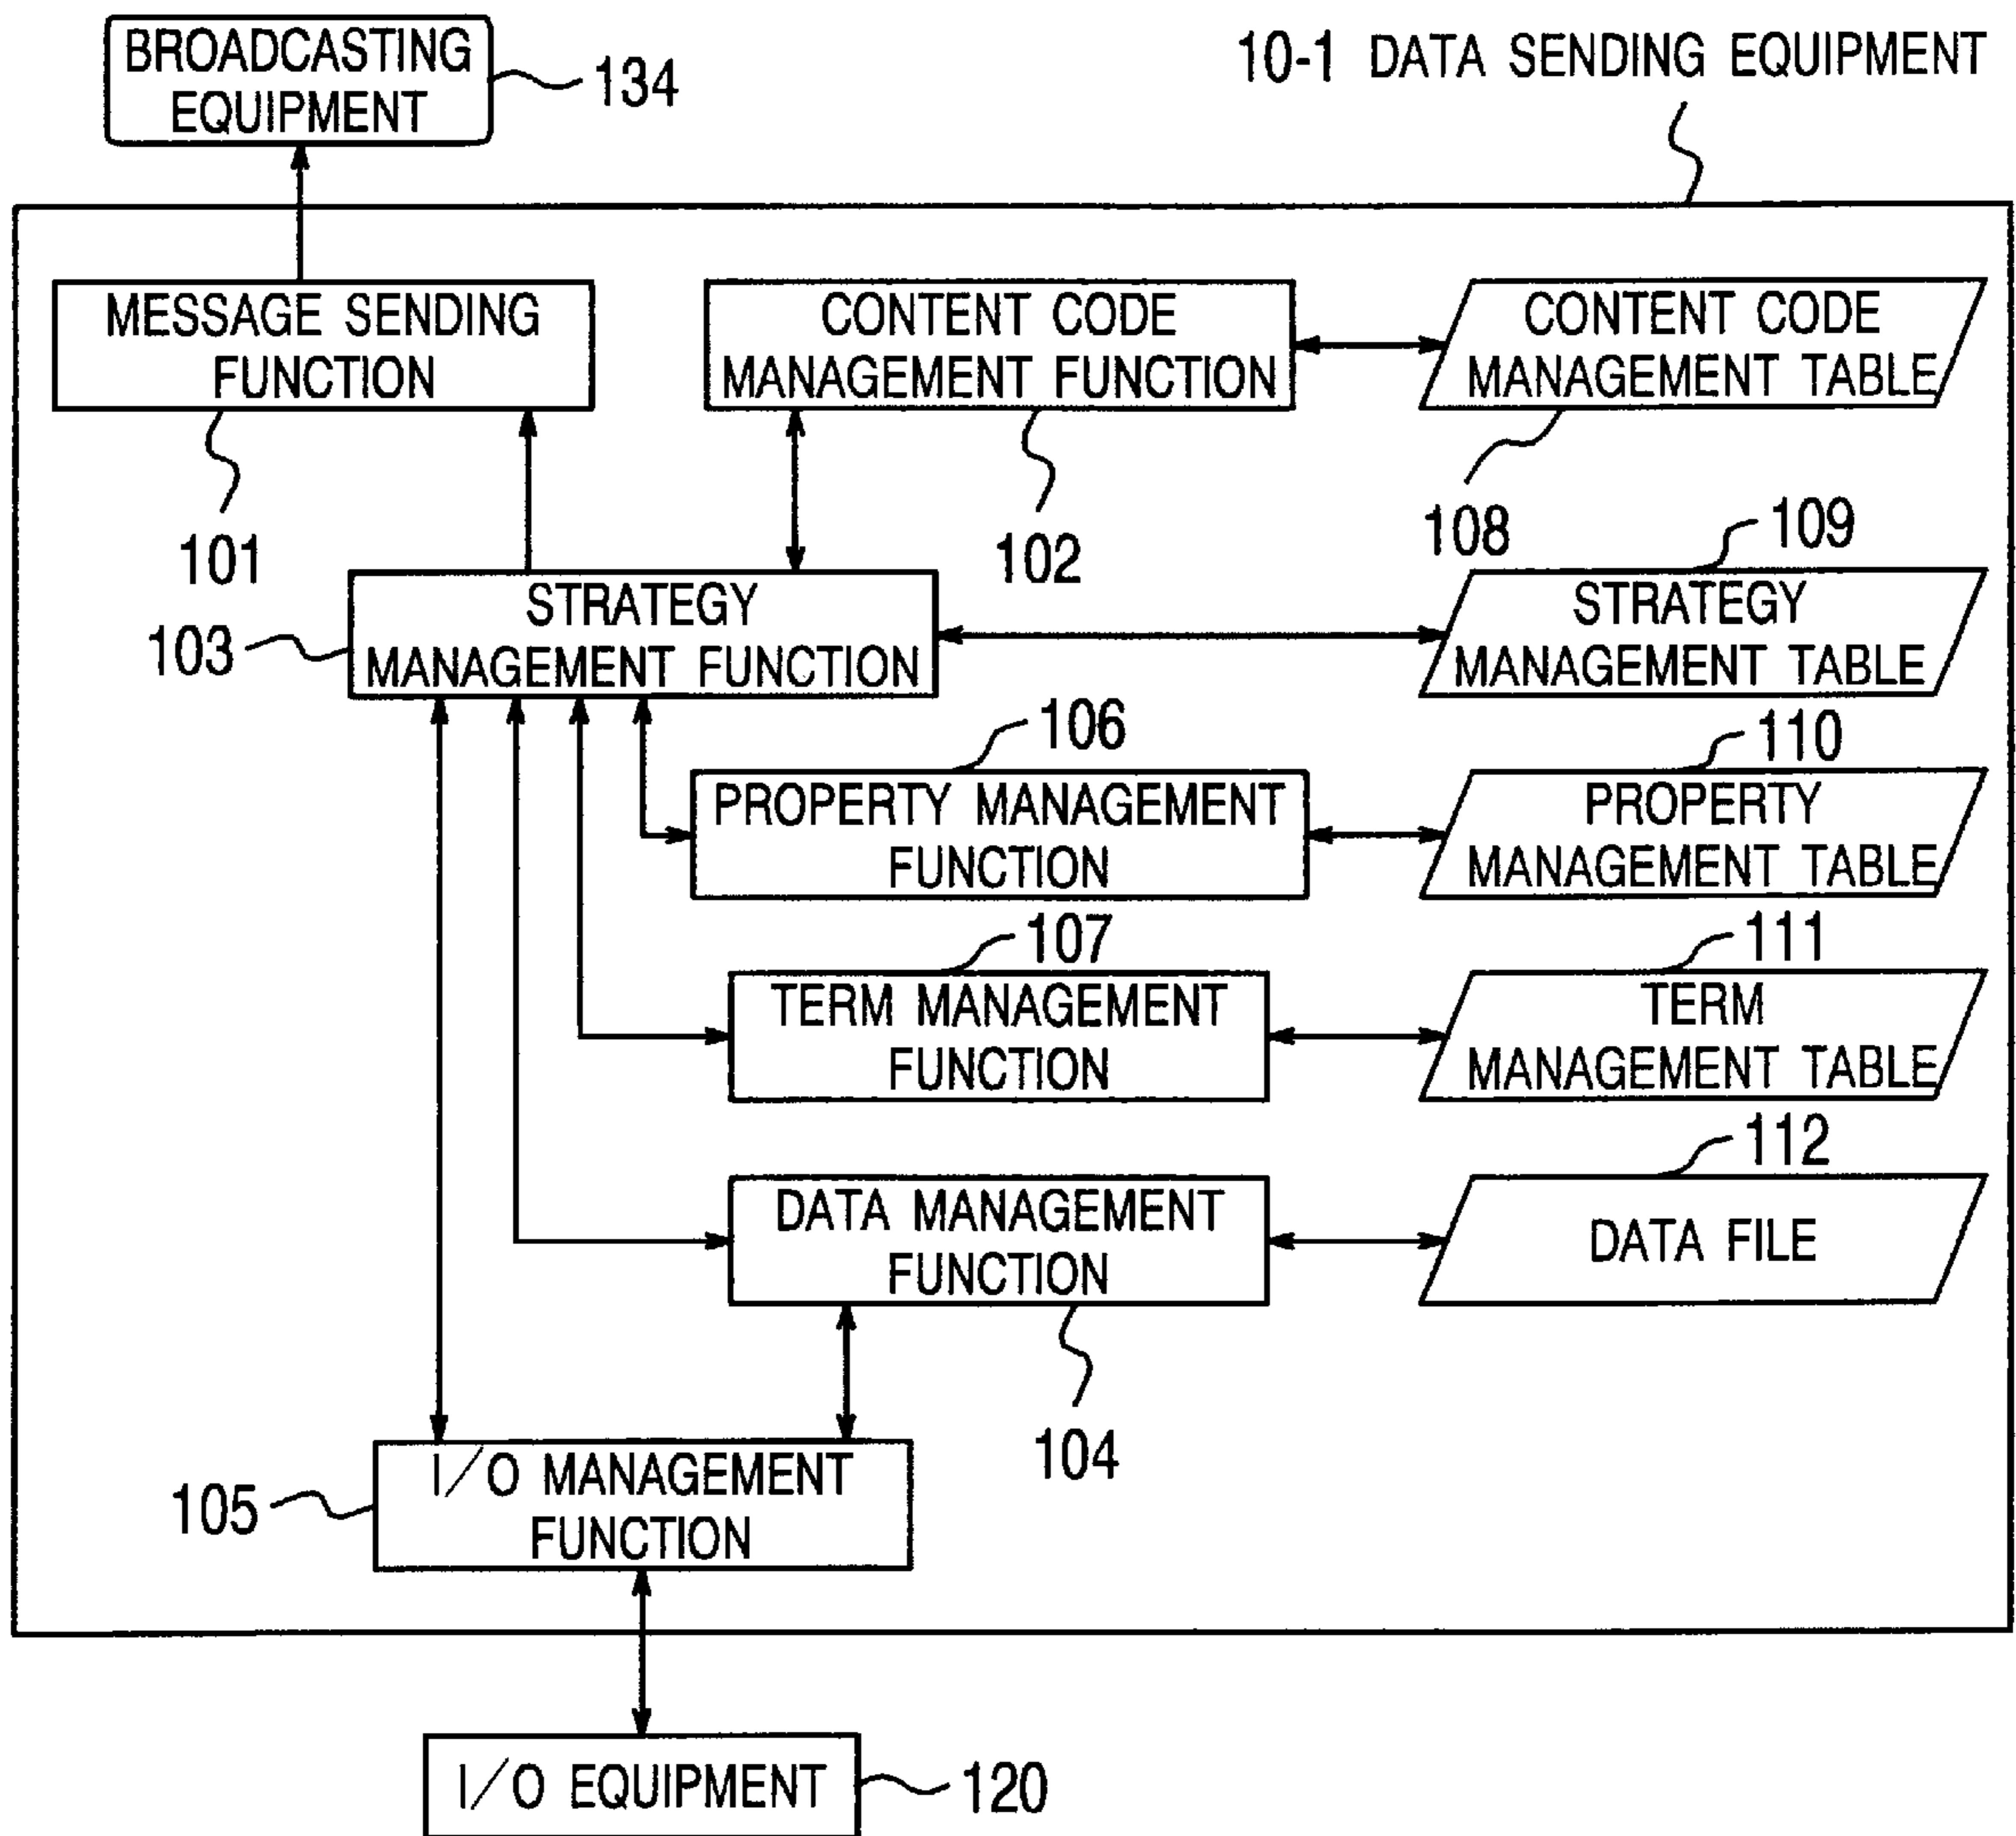 BROADCASTING
EQUIPMENT
134
10-1 DATA SENDING EQUIPMENT
MESSAGE SENDING
FUNCTION
101
CONTENT CODE
MANAGEMENT FUNCTION
102
CONTENT CODE
MANAGEMENT TABLE
108
STRATEGY
MANAGEMENT FUNCTION
103
109
STRATEGY
MANAGEMENT TABLE
106
PROPERTY MANAGEMENT
FUNCTION
110
PROPERTY
MANAGEMENT TABLE
107
TERM MANAGEMENT
FUNCTION
111
TERM
MANAGEMENT TABLE
DATA MANAGEMENT
FUNCTION
104
112
DATA FILE
I/O MANAGEMENT
FUNCTION
105
I/O EQUIPMENT
120